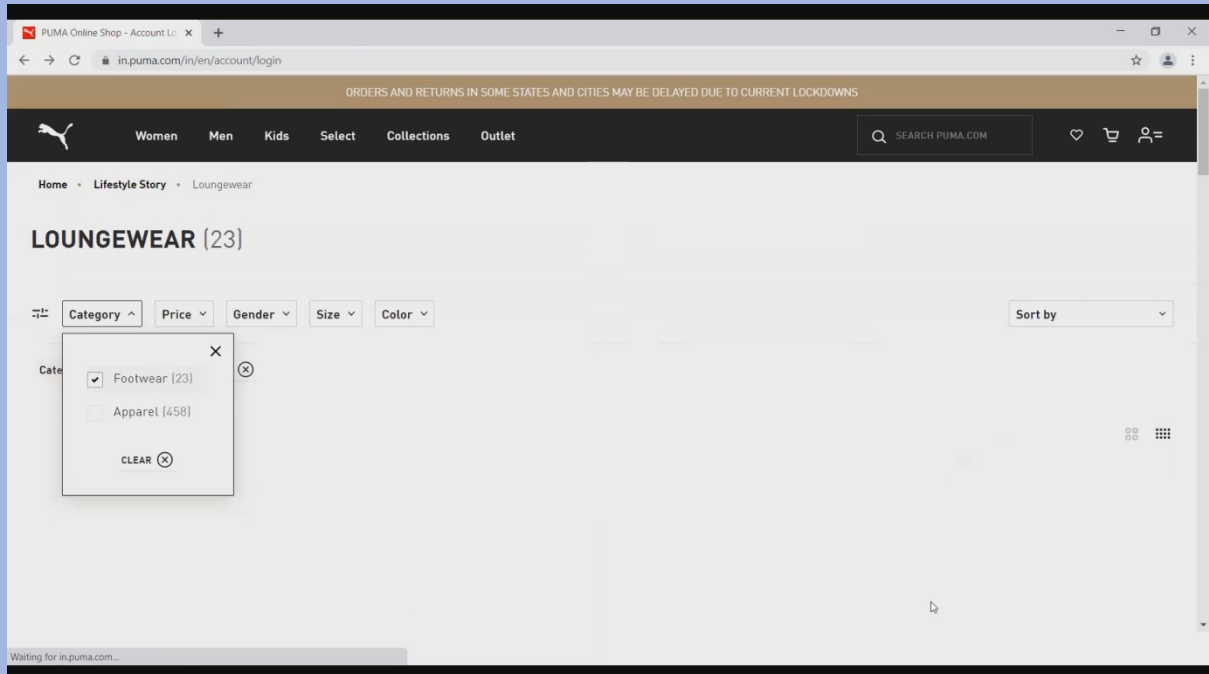 PUMA Online Shop - Account Lo
in.puma.com/in/en/account/login
ORDERS AND RETURNS IN SOME STATES AND CITIES MAY BE DELAYED DUE TO CURRENT LOCKDOWNS
Women Men Kids Select Collections Outlet SEARCH PUMA.COM
Home • Lifestyle Story • Loungewear
LOUNGEWEAR (23)
Category Price Gender Size Color Sort by
Cate
Footwear (23)
Apparel (458)
CLEAR
Waiting for in.puma.com...